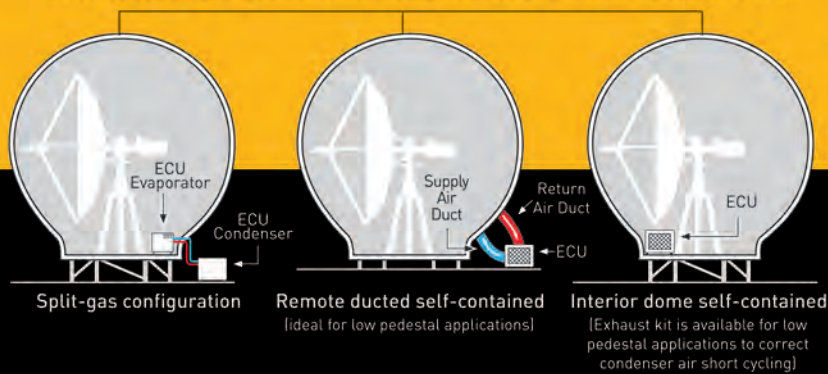 ECU
Evaporator
ECU
Condenser
Split-gas configuration
Supply
Air
Duct
Return
Air Duct
ECU
Remote ducted self-contained
(ideal for low pedestal applications)
ECU
Interior dome self-contained
(Exhaust kit is available for low
pedestal applications to correct
condenser air short cycling)